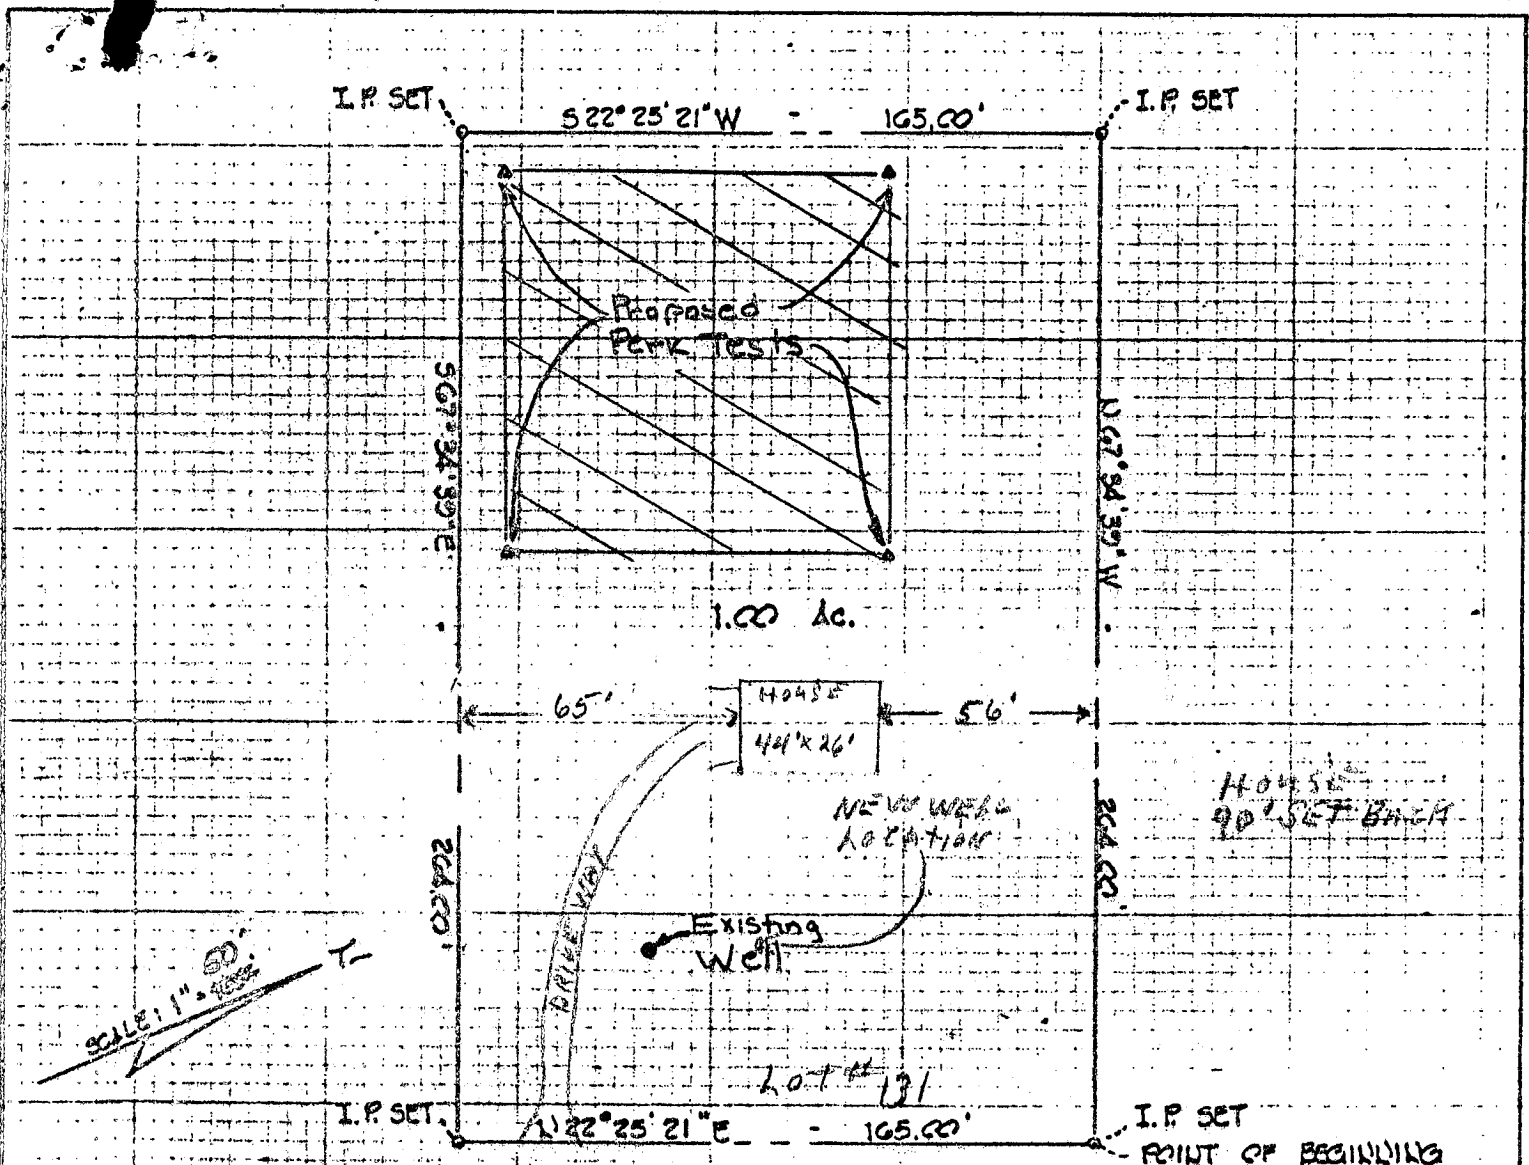 I.P. SET
S 22° 25' 21" W - 165.00'
I.P. SET
Proposed
Perk Tests
S 67° 34' 39" E
N 67° 34' 39" W
1.00 Ac.
65'
HOUSE
44' x 26'
56'
HOUSE
90' SET BACK
NEW WELL
LOCATION
264.00'
264.00'
DRIVE WAY
Existing
Well
SCALE: 1" = 50'
LOT # 131
I.P. SET
N 22° 25' 21" E - 165.00'
I.P. SET
POINT OF BEGINNING